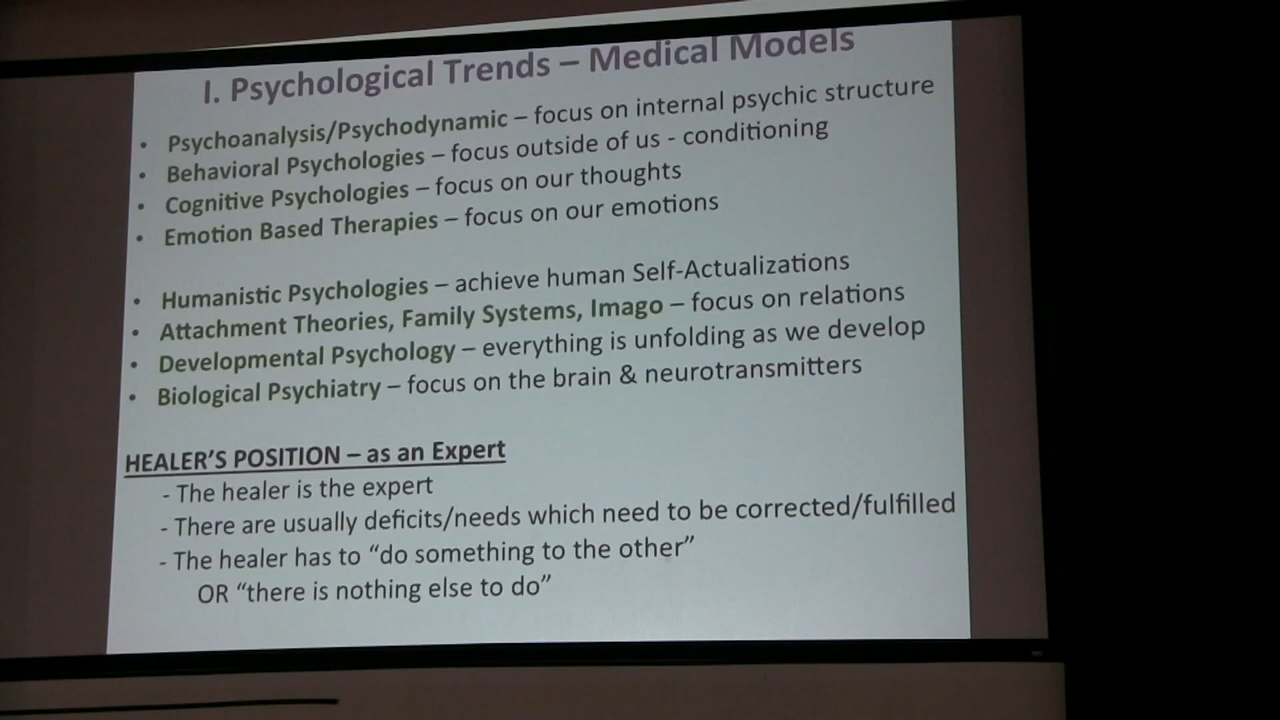 I. Psychological Trends – Medical Models
• Psychoanalysis/Psychodynamic – focus on internal psychic structure
• Behavioral Psychologies – focus outside of us - conditioning
• Cognitive Psychologies – focus on our thoughts
• Emotion Based Therapies – focus on our emotions
• Humanistic Psychologies – achieve human Self-Actualizations
• Attachment Theories, Family Systems, Imago – focus on relations
• Developmental Psychology – everything is unfolding as we develop
• Biological Psychiatry – focus on the brain & neurotransmitters
HEALER’S POSITION – as an Expert
- The healer is the expert
- There are usually deficits/needs which need to be corrected/fulfilled
- The healer has to “do something to the other”
OR “there is nothing else to do”